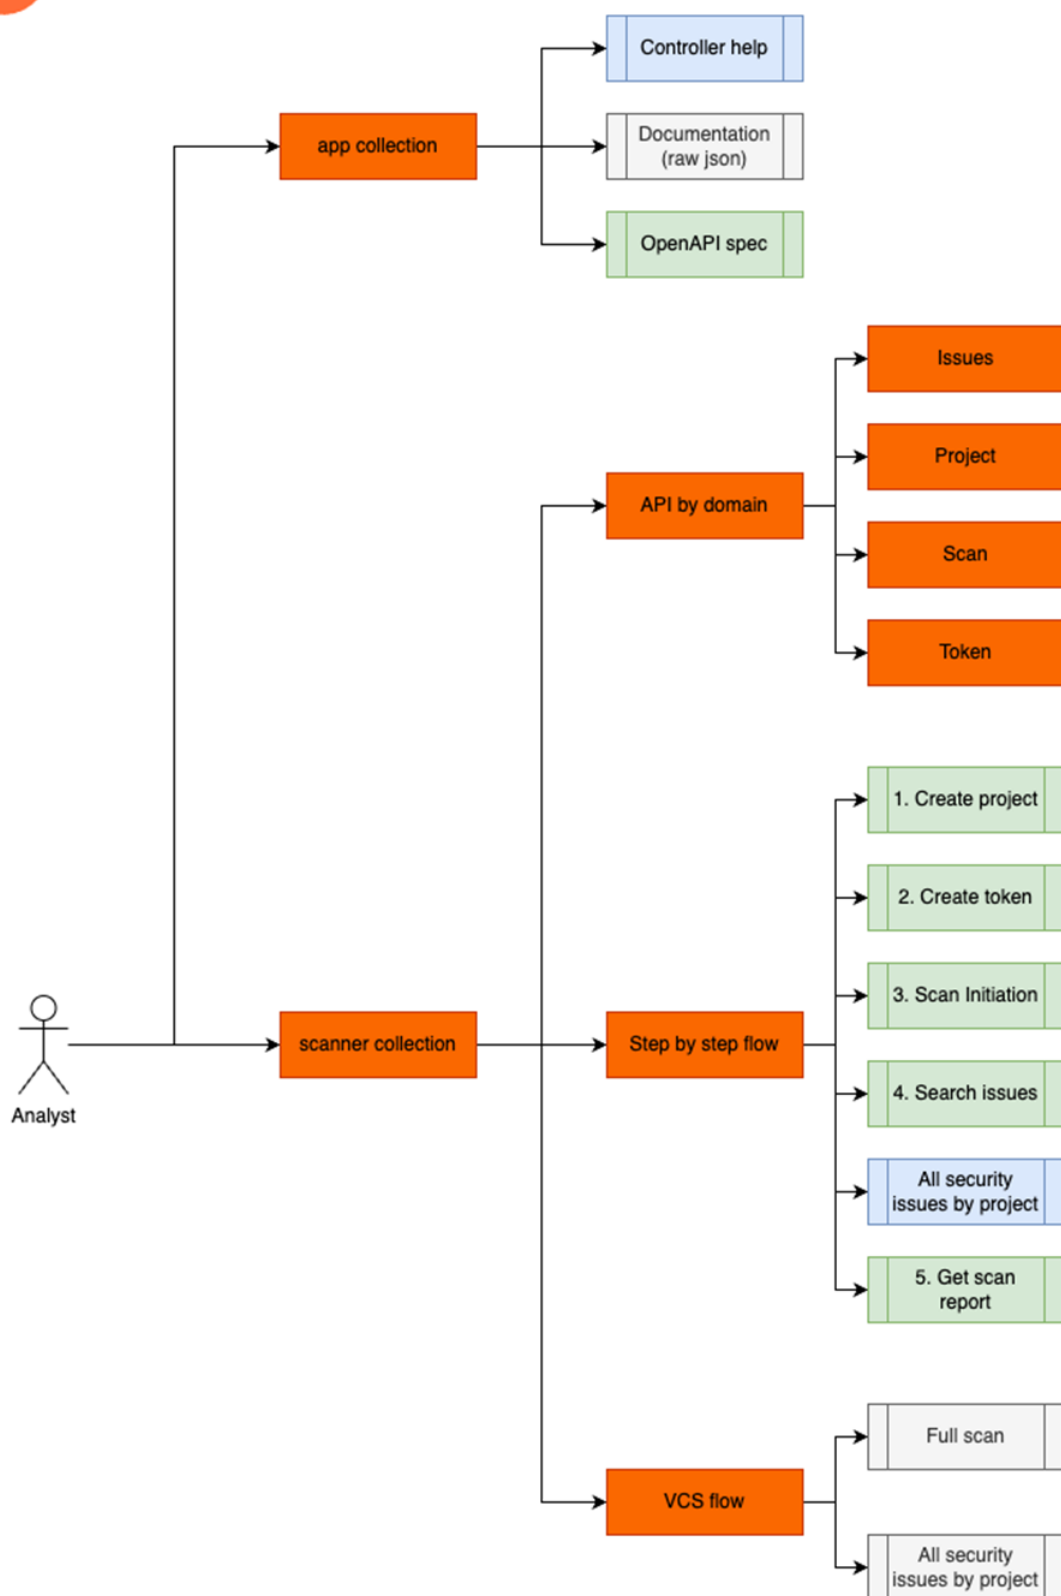 Controller help
app collection
Documentation
(raw json)
OpenAPI spec
Issues
Project
API by domain
Scan
Token
1. Create project
2. Create token
3. Scan Initiation
scanner collection
Step by step flow
4. Search issues
Analyst
All security
issues by project
5. Get scan
report
Full scan
VCS flow
All security
issues by project